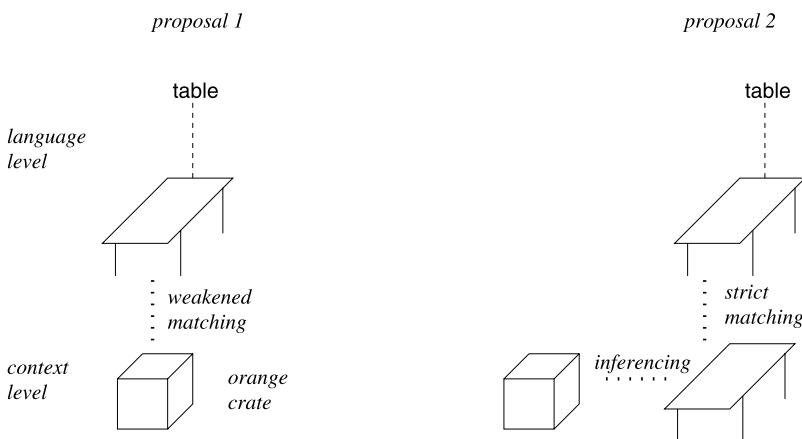 proposal 1
proposal 2
table
table
language
level
weakened
matching
strict
matching
context
level
orange
crate
inferencing